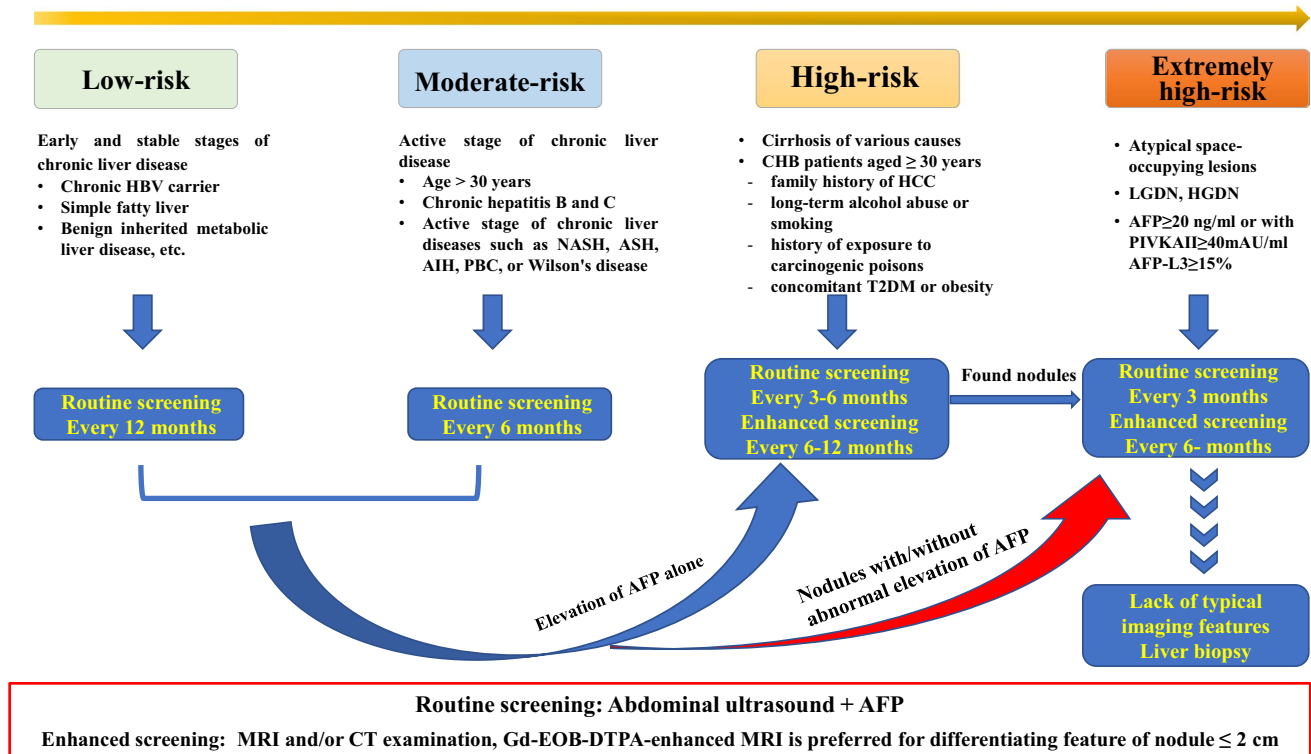 Low-risk
Early and stable stages of
chronic liver disease
• Chronic HBV carrier
• Simple fatty liver
• Benign inherited metabolic
liver disease, etc.
Routine screening
Every 12 months
Moderate-risk
Active stage of chronic liver
disease
• Age > 30 years
• Chronic hepatitis B and C
• Active stage of chronic liver
diseases such as NASH, ASH,
AIH, PBC, or Wilson's disease
Routine screening
Every 6 months
High-risk
• Cirrhosis of various causes
• CHB patients aged ≥ 30 years
- family history of HCC
- long-term alcohol abuse or
smoking
- history of exposure to
carcinogenic poisons
- concomitant T2DM or obesity
Routine screening
Every 3-6 months
Enhanced screening
Every 6-12 months
Found nodules
Extremely
high-risk
• Atypical space-
occupying lesions
• LGDN, HGDN
• AFP≥20 ng/ml or with
PIVKAII≥40mAU/ml
AFP-L3≥15%
Routine screening
Every 3 months
Enhanced screening
Every 6- months
Elevation of AFP alone
Nodules with/without
abnormal elevation of AFP
Lack of typical
imaging features
Liver biopsy
Routine screening: Abdominal ultrasound + AFP
Enhanced screening: MRI and/or CT examination, Gd-EOB-DTPA-enhanced MRI is preferred for differentiating feature of nodule ≤ 2 cm